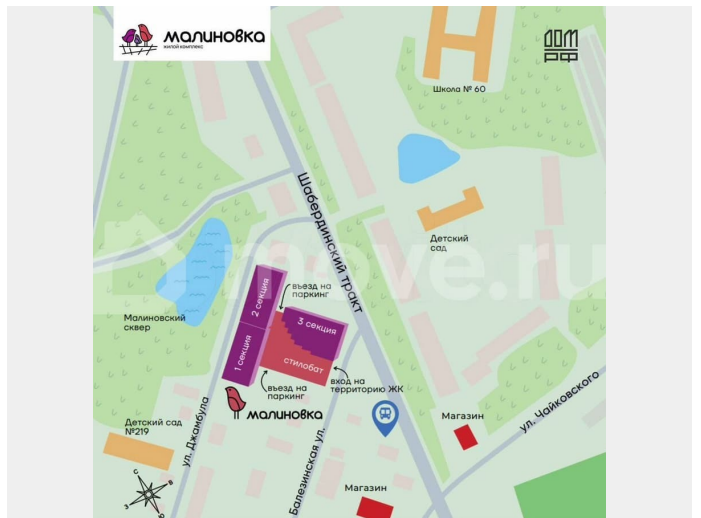 малиновка
жилой комплекс
ДОМ
РФ
Школа № 60
Шабердинский тракт
Детский
сад
move.ru
въезд на
паркинг
2 секция
3 секция
Малиновский
сквер
1 секция
стилобат
вход на
территорию ЖК
въезд на
паркинг
малиновка
Магазин
ул. Чайковского
Детский сад
№219
ул. Джамбула
Балезинская ул.
Магазин
С
В
З
Ю